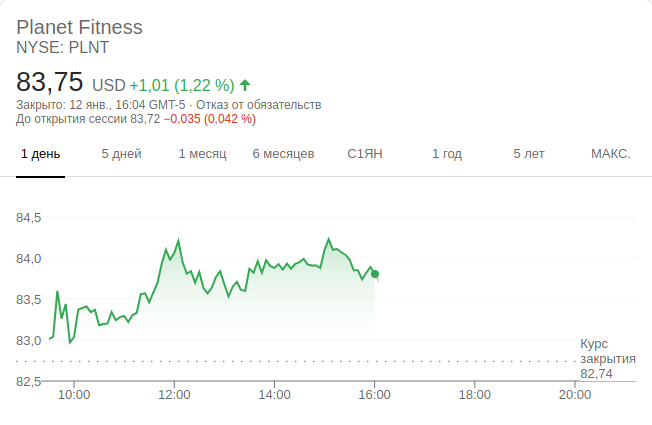 Planet Fitness
NYSE: PLNT
83,75 USD +1,01 (1,22 %)
Закрыто: 12 янв., 16:04 GMT-5 · Отказ от обязательств
До открытия сессии 83,72 −0,035 (0,042 %)
1 день 5 дней 1 месяц 6 месяцев С1ЯН 1 год 5 лет МАКС.
84,5
84,0
83,5
83,0
Курс
закрытия
82,74
82,5
10:00 12:00 14:00 16:00 18:00 20:00